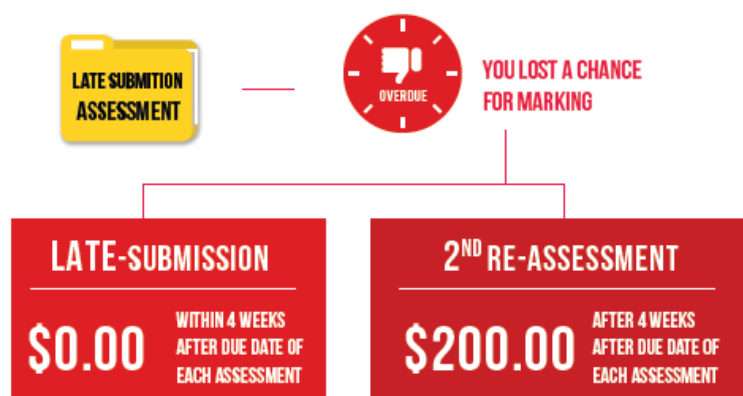 LATE SUBMITION
ASSESSMENT
OVERDUE
YOU LOST A CHANCE
FOR MARKING
LATE-SUBMISSION
$0.00
WITHIN 4 WEEKS
AFTER DUE DATE OF
EACH ASSESSMENT
2ND RE-ASSESSMENT
$200.00
AFTER 4 WEEKS
AFTER DUE DATE OF
EACH ASSESSMENT